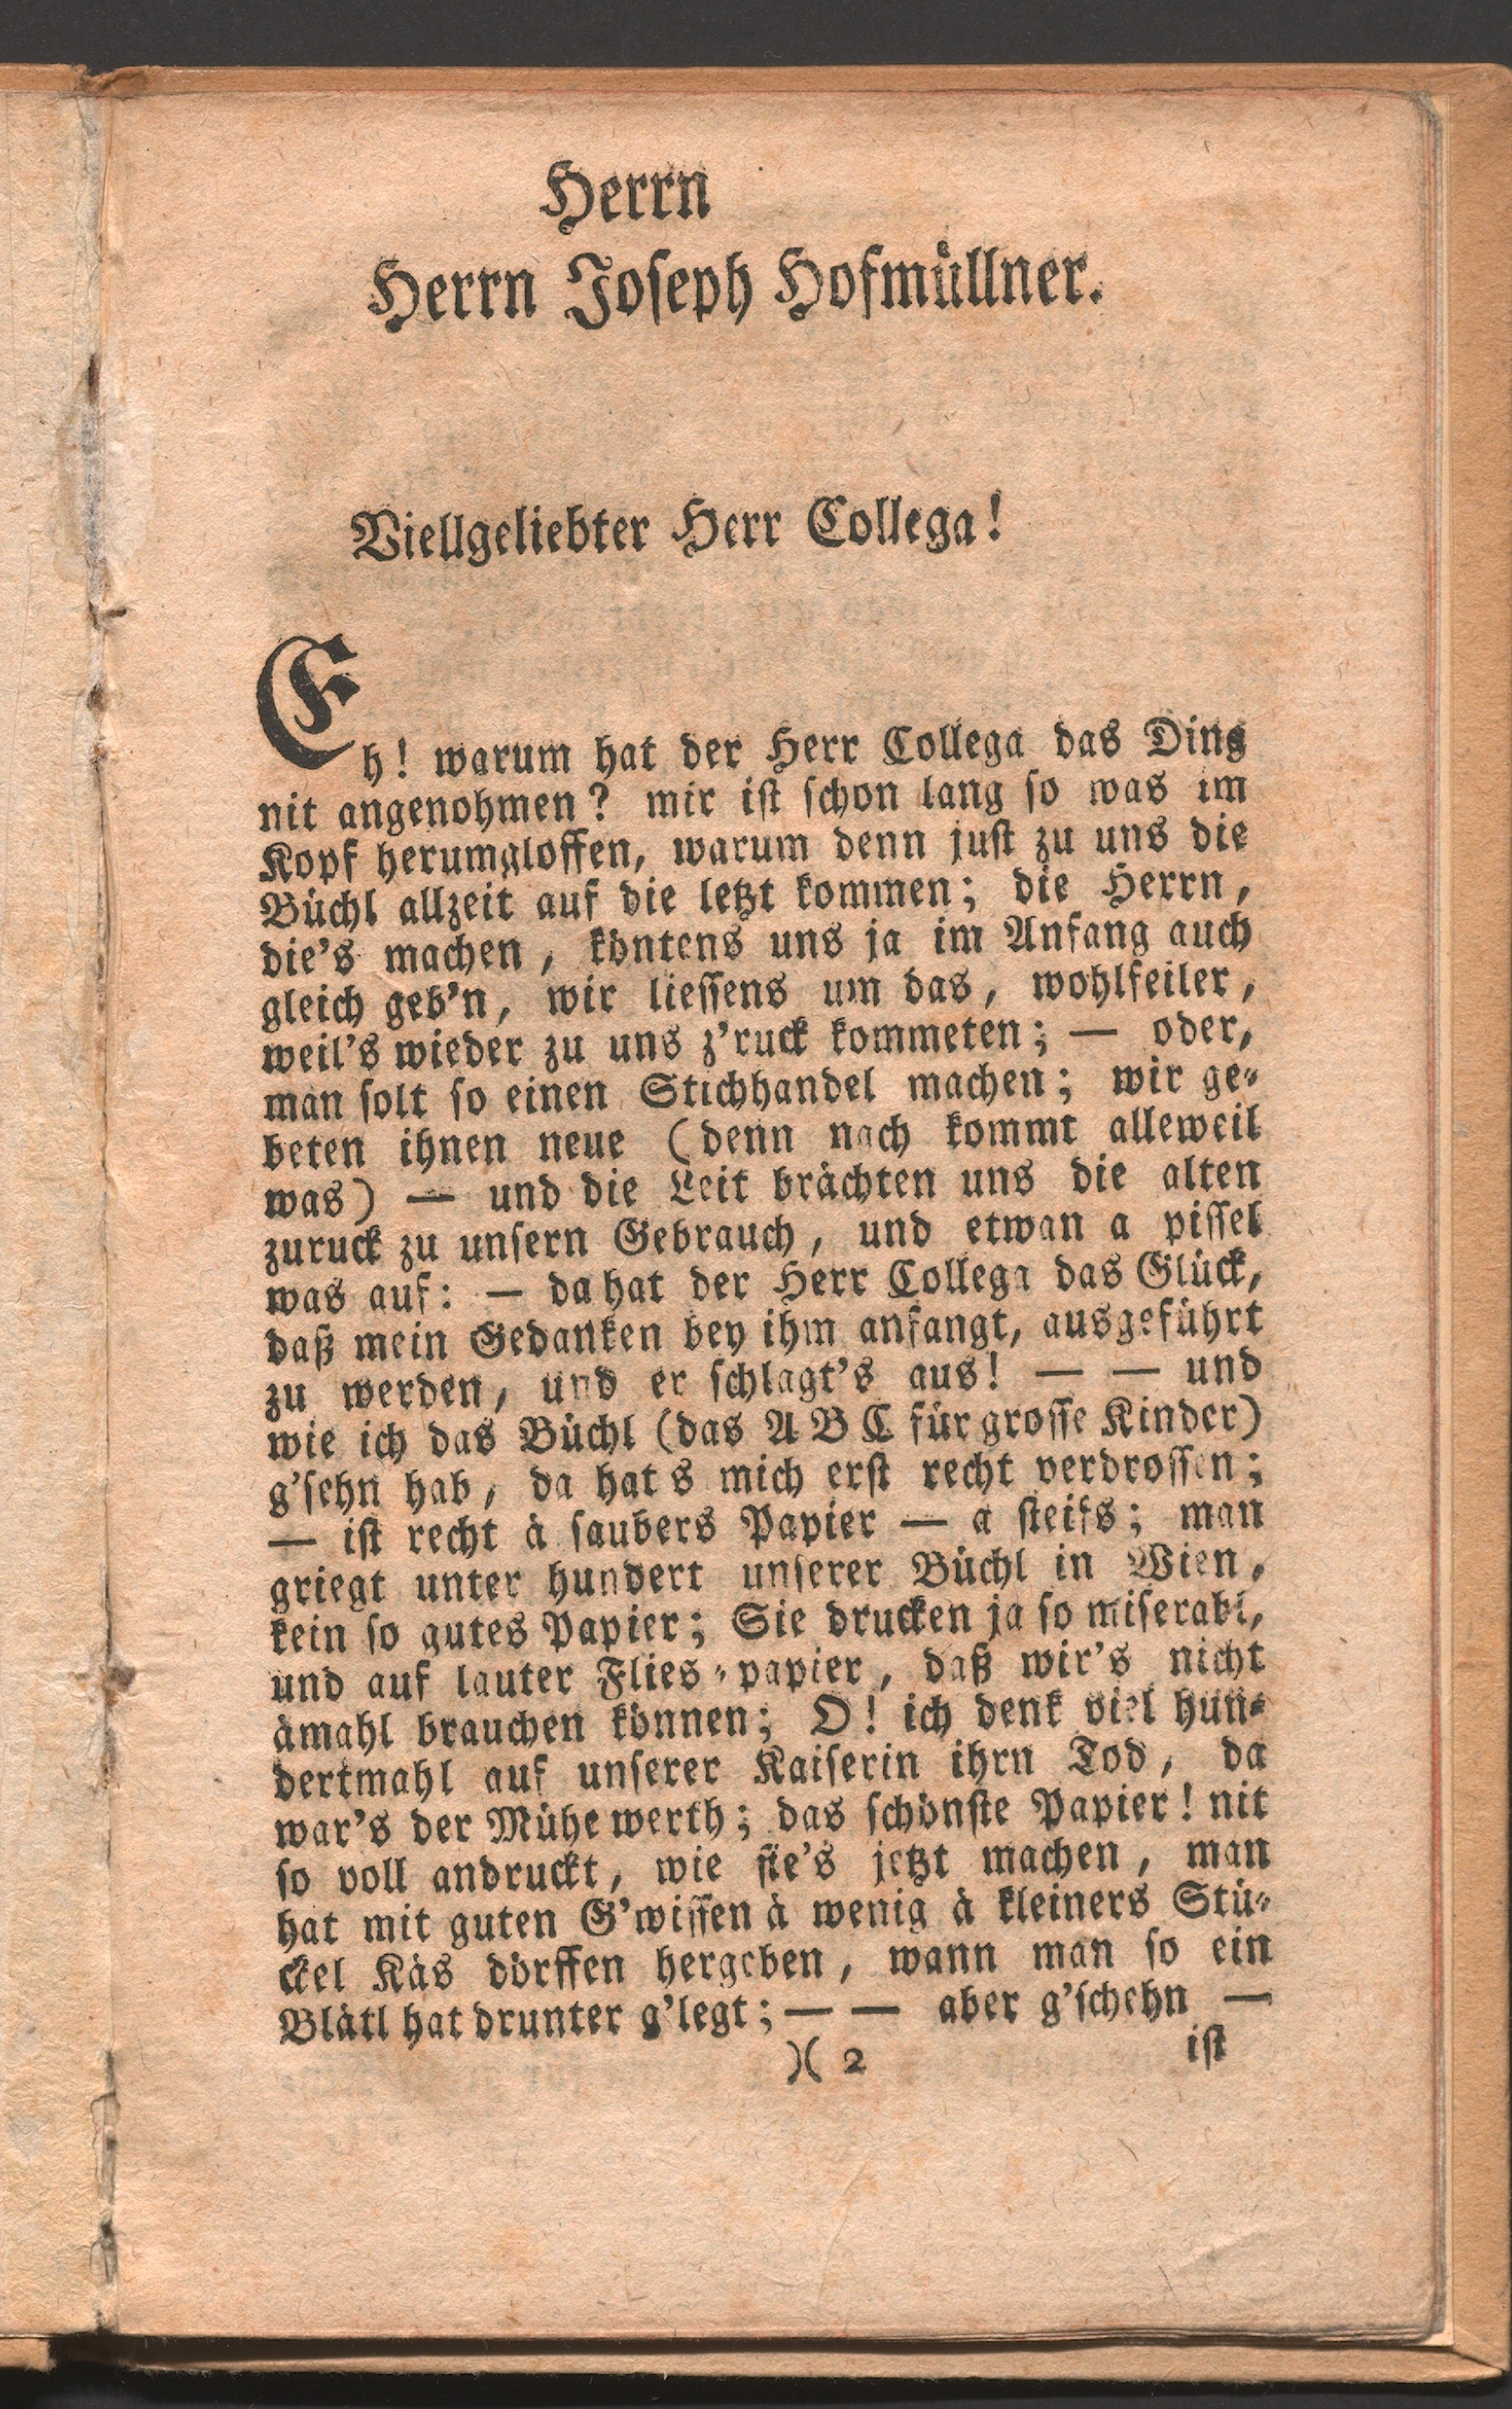 Herrn
Herrn Joseph Hofmüllner.
Viellgeliebter Herr Collega!
Eh! warum hat der Herr Collega das Ding
nit angenohmen? mir ist schon lang so was im
Kopf herumgloffen, warum denn just zu uns die
Büchl allzeit auf die letzt kommen; die Herrn,
die's machen, köntens uns ja im Anfang auch
gleich geb'n, wir liessens um das, wohlfeiler,
weil's wieder zu uns z'ruck kommeten; — oder,
man solt so einen Stichhandel machen; wir ge-
beten ihnen neue (denn nach kommt alleweil
was) — und die Leit brächten uns die alten
zuruck zu unsern Gebrauch, und etwan a pissel
was auf: — da hat der Herr Collega das Glück,
daß mein Gedanken bey ihm anfangt, ausgeführt
zu werden, und er schlagt's aus! — — und
wie ich das Büchl (das A B C für grosse Kinder)
g'sehn hab, da hat s mich erst recht verdrossen;
— ist recht à saubers Papier — a steifs; man
griegt unter hundert unserer Büchl in Wien,
kein so gutes Papier; Sie drucken ja so miserabl,
und auf lauter Flies-papier, daß wir's nicht
àmahl brauchen können; O! ich denk viel hun-
dertmahl auf unserer Kaiserin ihrn Tod, da
war's der Mühe werth; das schönste Papier! nit
so voll andruckt, wie sie's jetzt machen, man
hat mit guten G'wissen à wenig à kleiners Stü-
ckel Käs dörffen hergeben, wann man so ein
Blätl hat drunter g'legt; — — aber g'schehn —
)( 2 ist